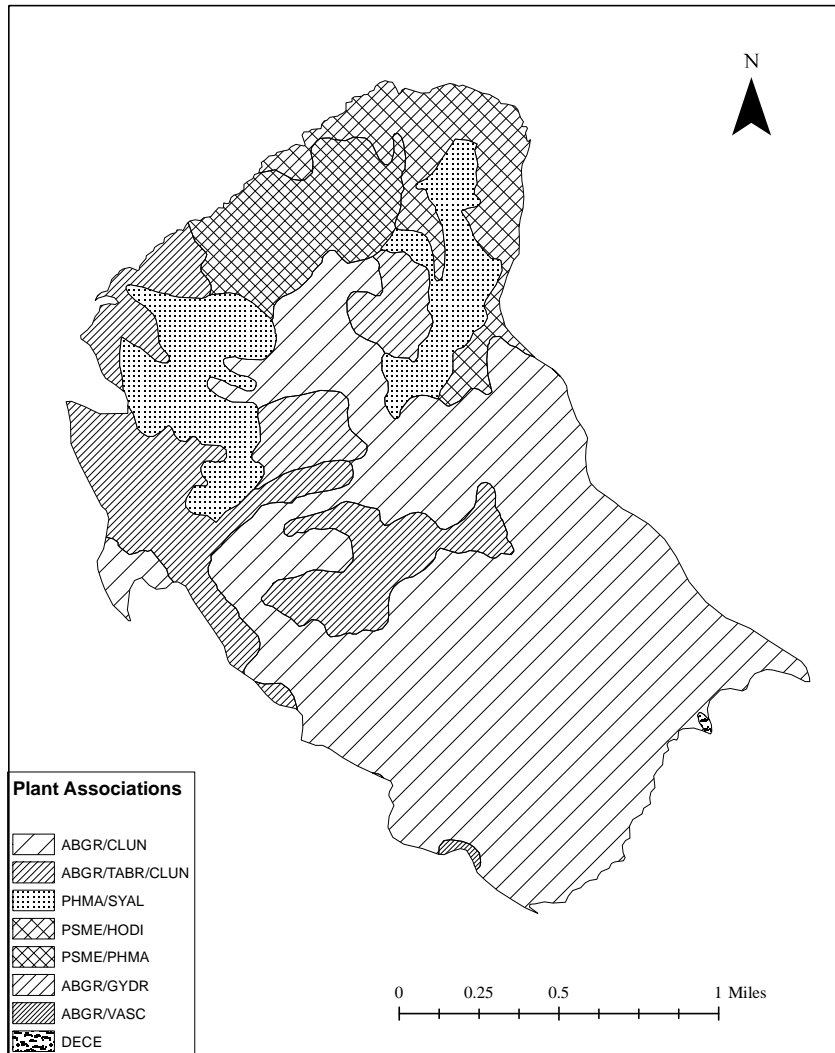 N
Plant Associations
ABGR/CLUN
ABGR/TABR/CLUN
PHMA/SYAL
PSME/HODI
PSME/PHMA
ABGR/GYDR
ABGR/VASC
DECE
0 0.25 0.5 1 Miles